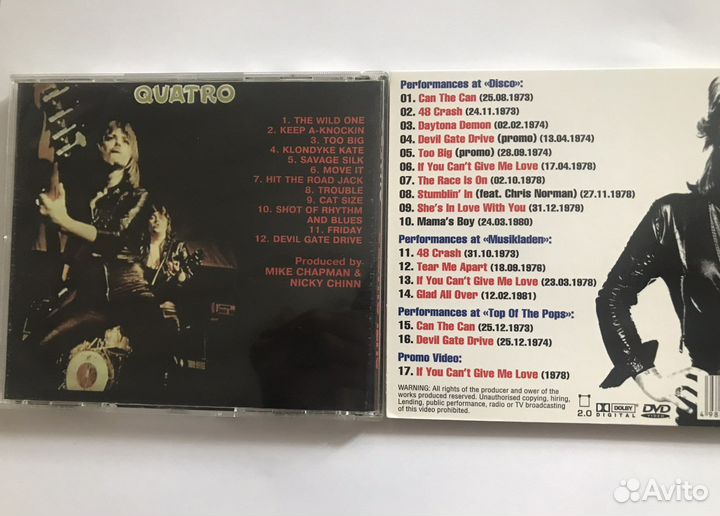 QUATRO
1. THE WILD ONE
2. KEEP A-KNOCKIN
3. TOO BIG
4. KLONDYKE KATE
5. SAVAGE SILK
6. MOVE IT
7. HIT THE ROAD JACK
8. TROUBLE
9. CAT SIZE
10. SHOT OF RHYTHM
AND BLUES
11. FRIDAY
12. DEVIL GATE DRIVE
Produced by
MIKE CHAPMAN &
NICKY CHINN
Performances at «Disco»:
01. Can The Can (25.08.1973)
02. 48 Crash (24.11.1973)
03. Daytona Demon (02.02.1974)
04. Devil Gate Drive (promo) (13.04.1974)
05. Too Big (promo) (28.09.1974)
06. If You Can't Give Me Love (17.04.1978)
07. The Race Is On (02.10.1978)
08. Stumblin' In (feat. Chris Norman) (27.11.1978)
09. She's In Love With You (31.12.1979)
10. Mama's Boy (24.03.1980)
Performances at «Musikladen»:
11. 48 Crash (31.10.1973)
12. Tear Me Apart (18.09.1976)
13. If You Can't Give Me Love (23.03.1978)
14. Glad All Over (12.02.1981)
Performances at «Top Of The Pops»:
15. Can The Can (25.12.1973)
16. Devil Gate Drive (25.12.1974)
Promo Video:
17. If You Can't Give Me Love (1978)
WARNING: All rights of the producer and ower of the
works produced reserved. Unauthorised copying, hiring,
Lending, public performance, radio or TV broadcasting
of this video prohibited.
2.0 DOLBY DIGITAL DVD VIDEO
Avito